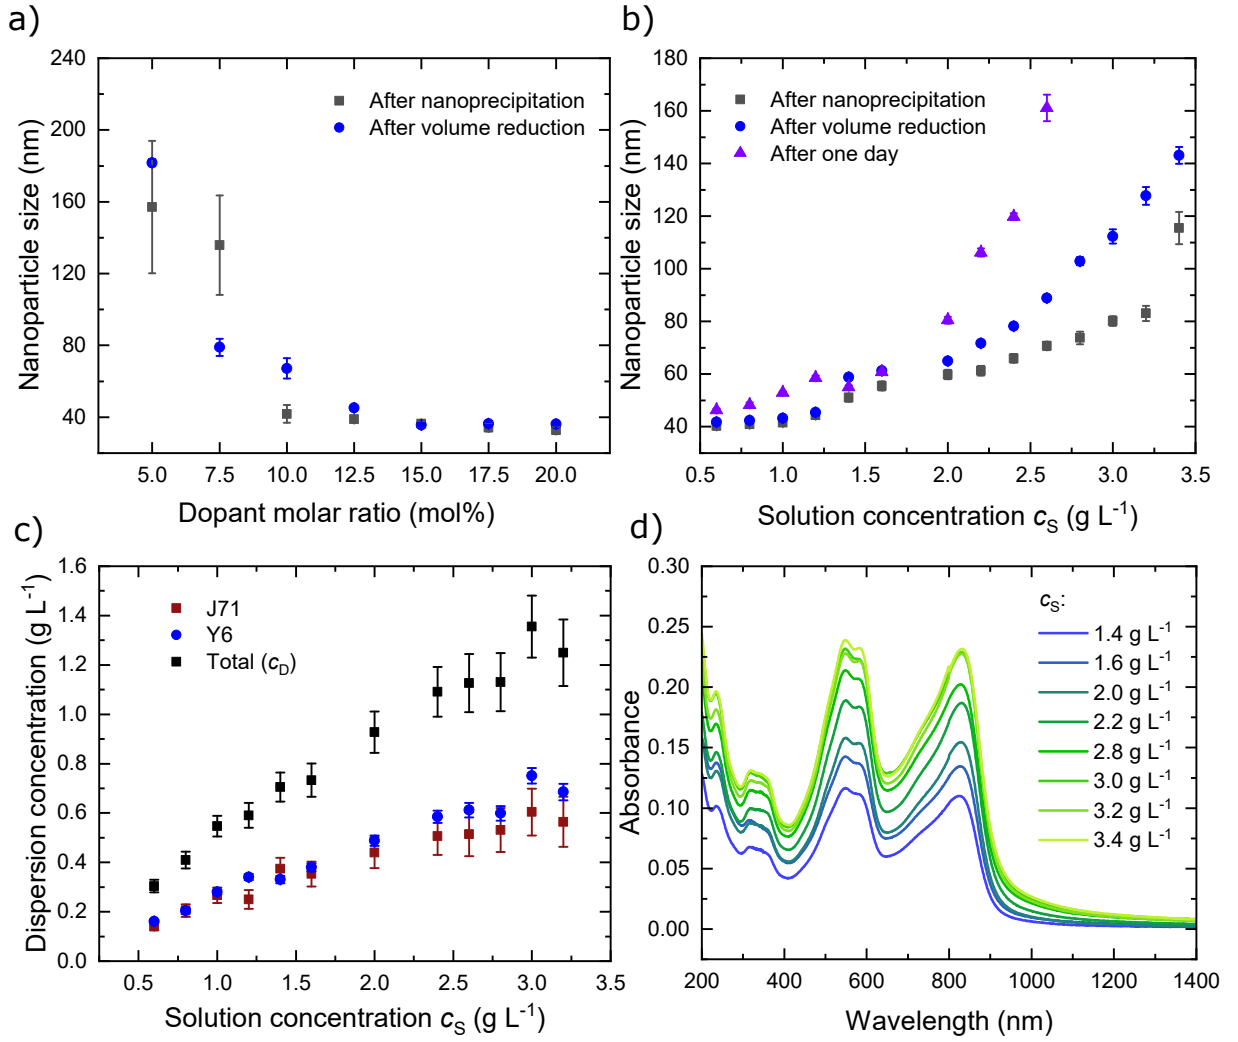 a)
240
200
160
120
80
40
Nanoparticle size (nm)
After nanoprecipitation
After volume reduction
5.0 7.5 10.0 12.5 15.0 17.5 20.0
Dopant molar ratio (mol%)
b)
180
160
140
120
100
80
60
40
Nanoparticle size (nm)
After nanoprecipitation
After volume reduction
After one day
0.5 1.0 1.5 2.0 2.5 3.0 3.5
Solution concentration cS (g L-1)
c)
1.6
1.4
1.2
1.0
0.8
0.6
0.4
0.2
0.0
Dispersion concentration (g L-1)
J71
Y6
Total (cD)
0.5 1.0 1.5 2.0 2.5 3.0 3.5
Solution concentration cS (g L-1)
d)
0.30
0.25
0.20
0.15
0.10
0.05
0.00
Absorbance
cS:
1.4 g L-1
1.6 g L-1
2.0 g L-1
2.2 g L-1
2.8 g L-1
3.0 g L-1
3.2 g L-1
3.4 g L-1
200 400 600 800 1000 1200 1400
Wavelength (nm)